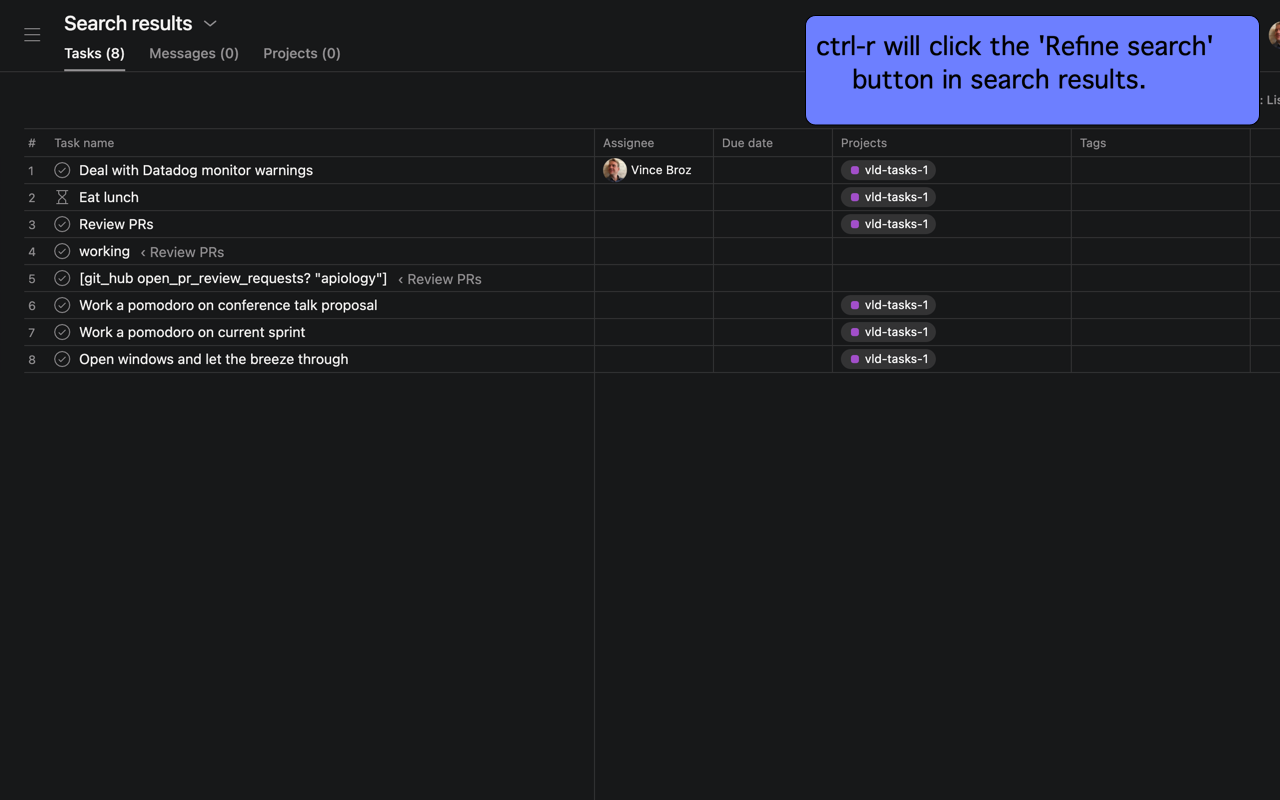 Search results
Tasks (8) Messages (0) Projects (0)
ctrl-r will click the 'Refine search'
button in search results.
: Lis
# Task name Assignee Due date Projects Tags
1 Deal with Datadog monitor warnings Vince Broz vld-tasks-1
2 Eat lunch vld-tasks-1
3 Review PRs vld-tasks-1
4 working ‹ Review PRs
5 [git_hub open_pr_review_requests? "apiology"] ‹ Review PRs
6 Work a pomodoro on conference talk proposal vld-tasks-1
7 Work a pomodoro on current sprint vld-tasks-1
8 Open windows and let the breeze through vld-tasks-1